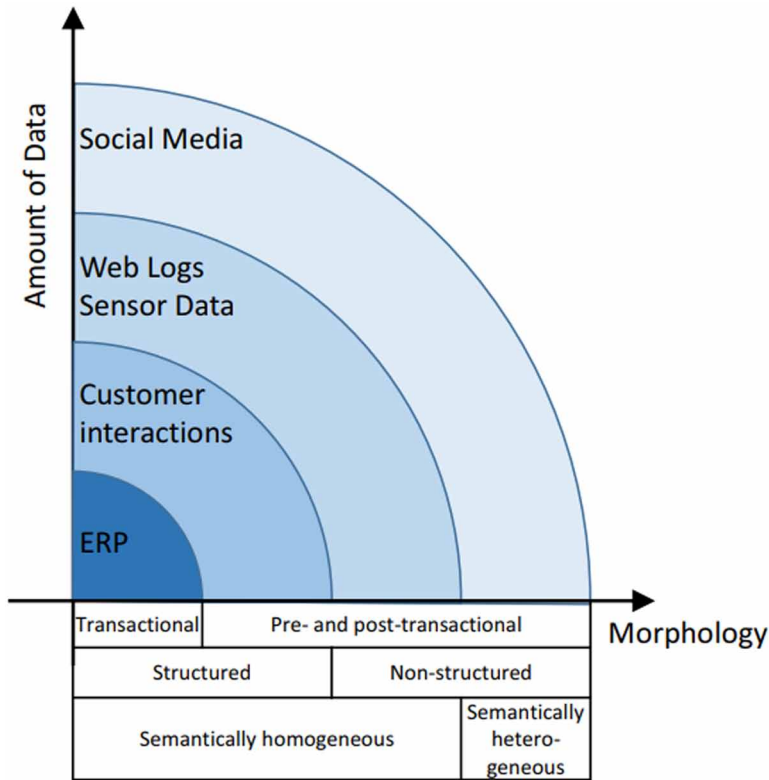 Amount of Data
Social Media
Web Logs
Sensor Data
Customer
interactions
ERP
Transactional
Pre- and post-transactional
Morphology
Structured
Non-structured
Semantically homogeneous
Semantically
hetero-
geneous